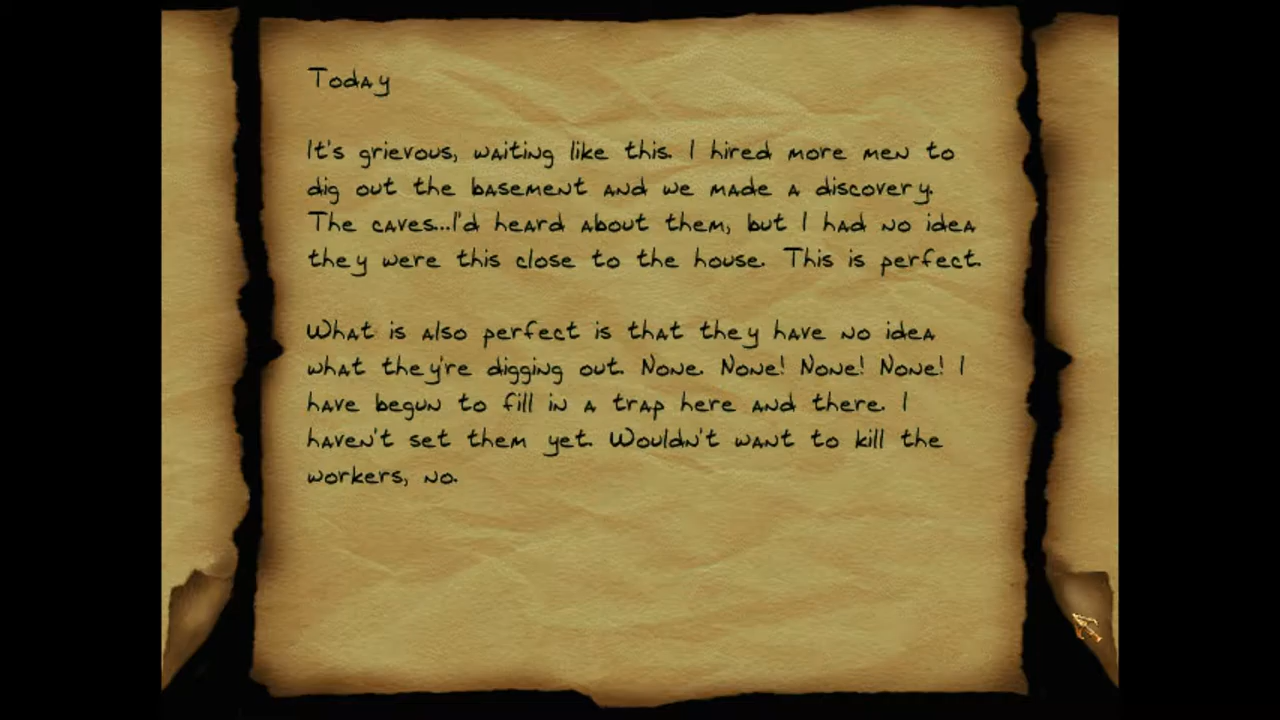 Today
It's grievous, waiting like this. I hired more men to
dig out the basement and we made a discovery.
The caves...I'd heard about them, but I had no idea
they were this close to the house. This is perfect.
What is also perfect is that they have no idea
what they're digging out. None. None! None! None! I
have begun to fill in a trap here and there. I
haven't set them yet. Wouldn't want to kill the
workers, no.